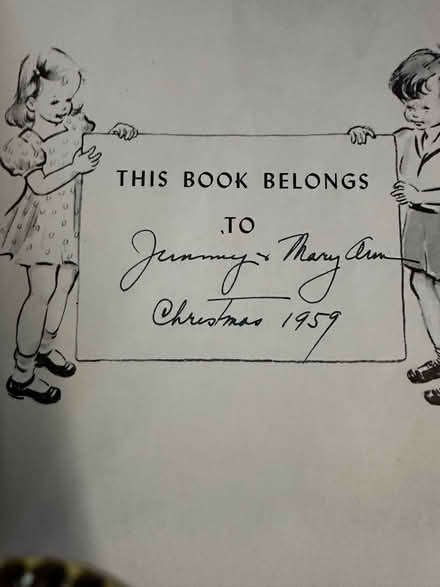 THIS BOOK BELONGS
TO
Jimmy & Mary Ann
Christmas 1959